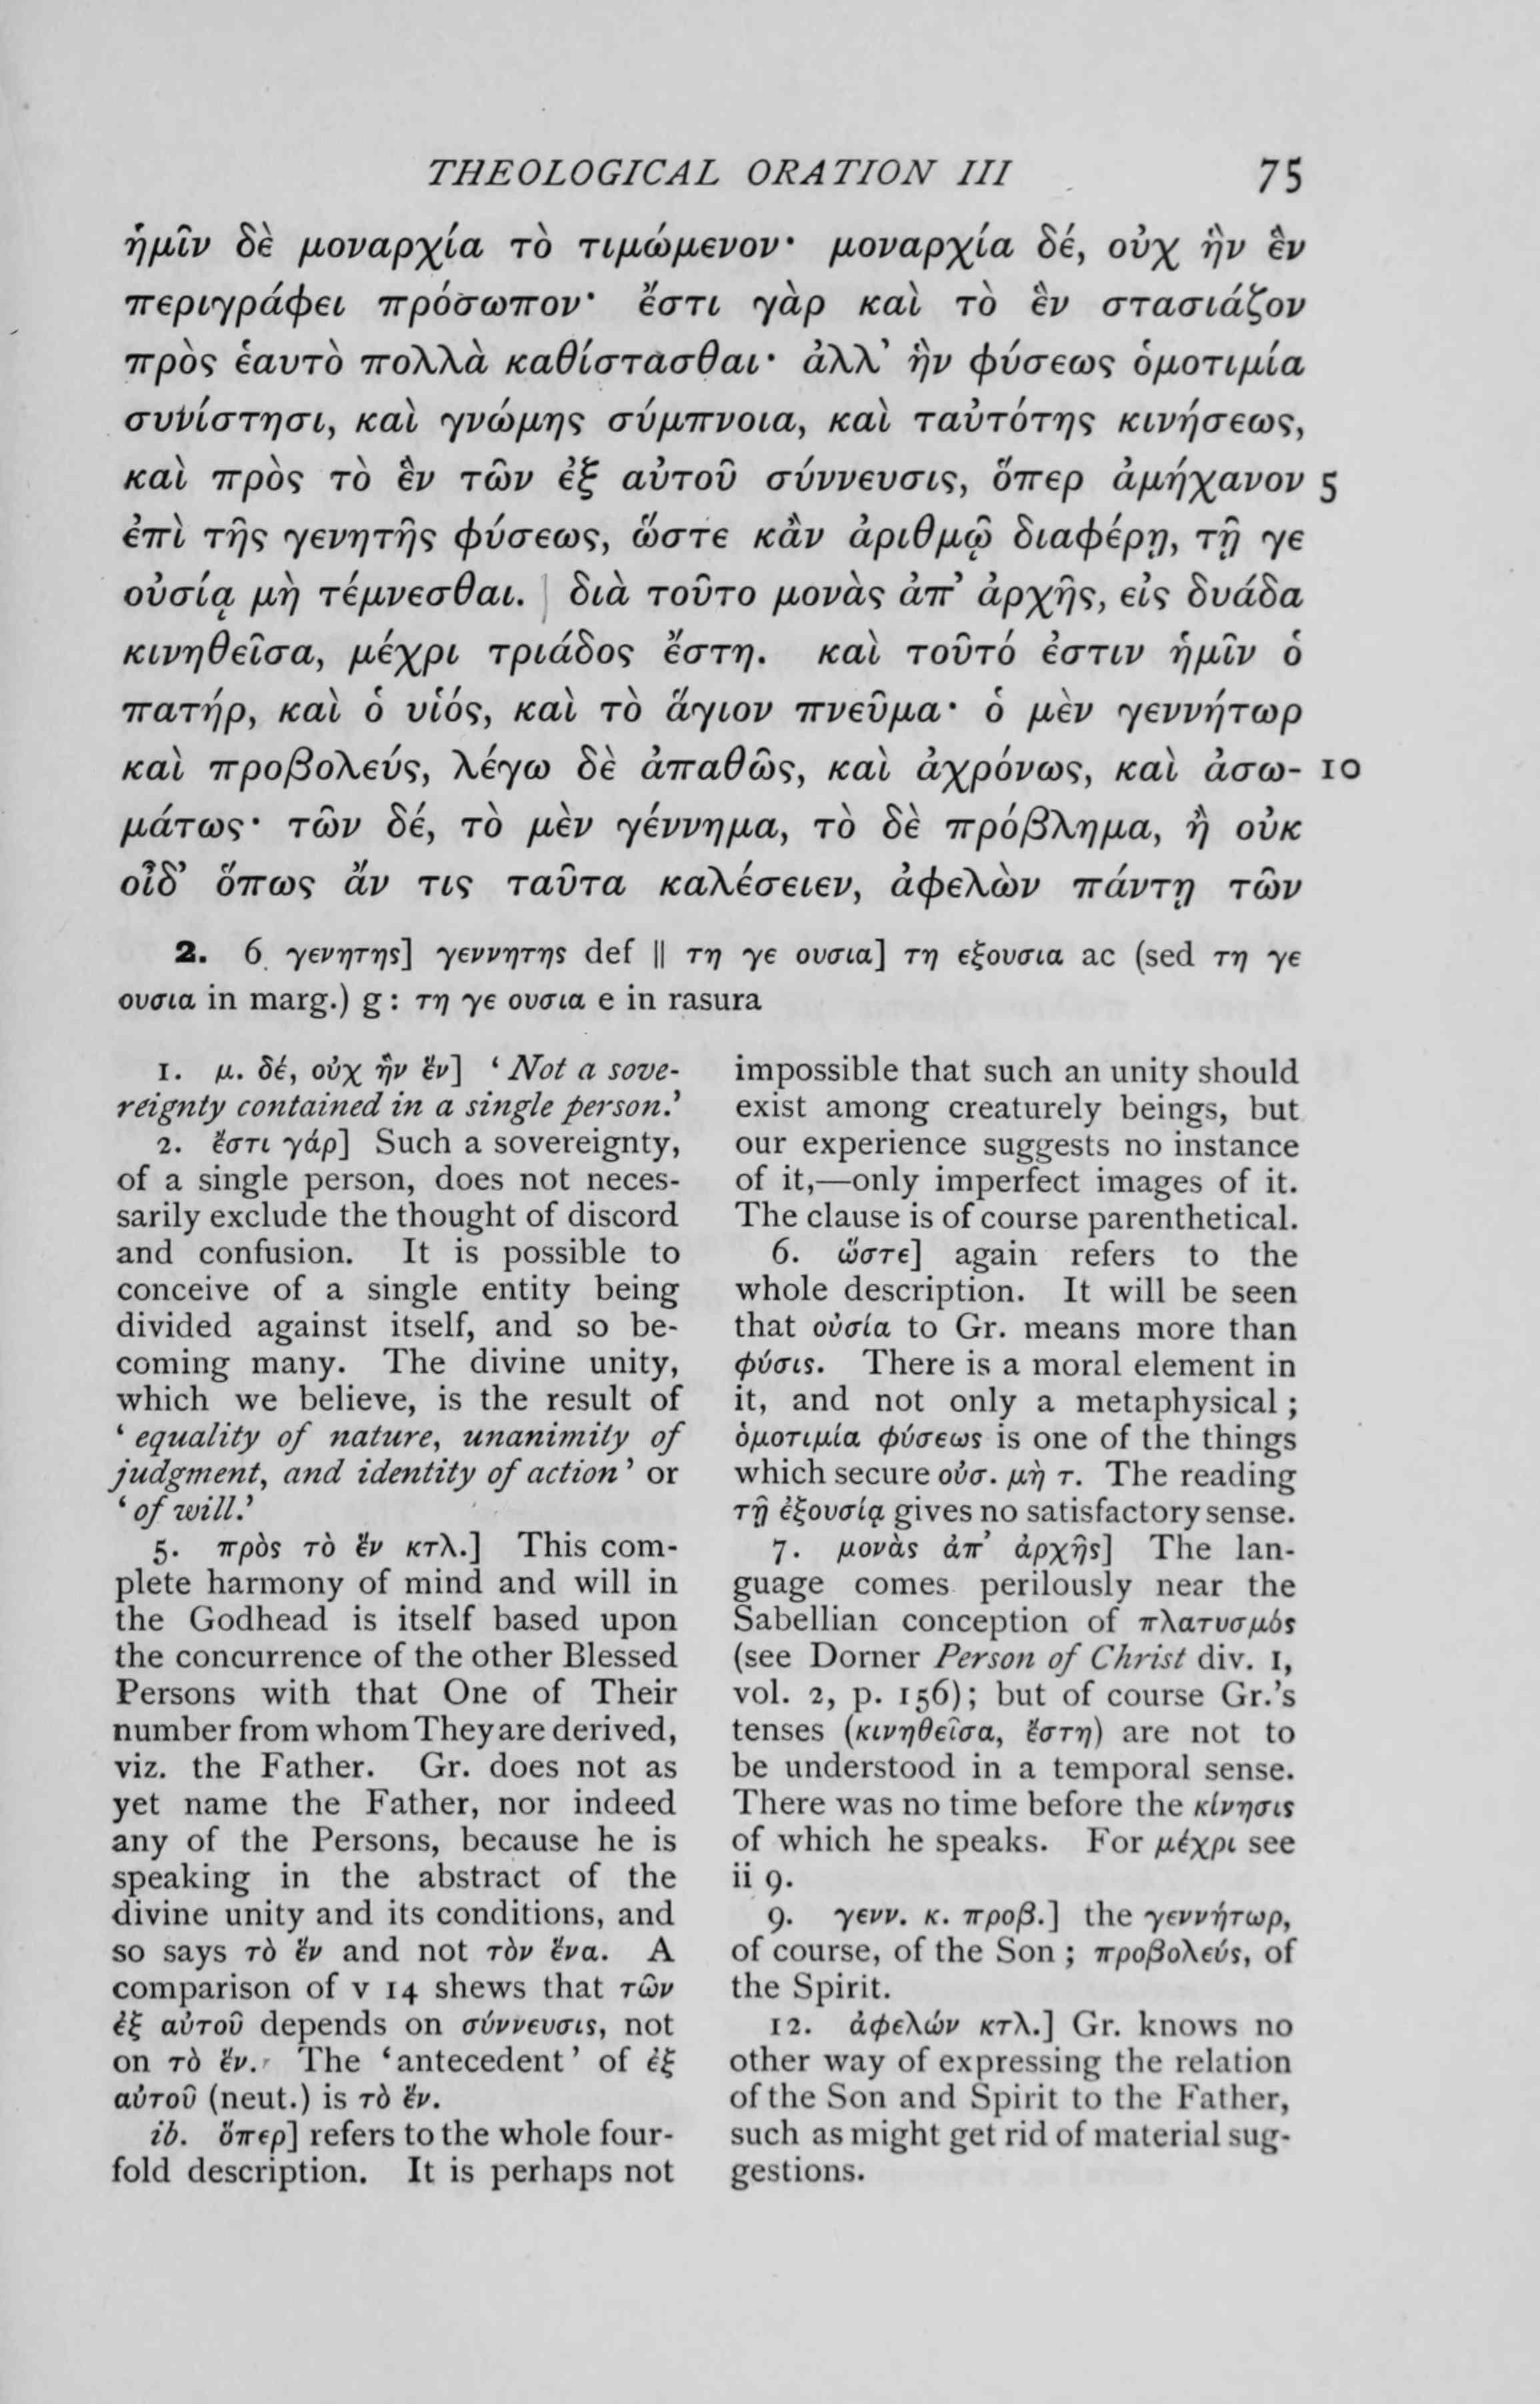 THEOLOGICAL ORATION III 75
ἡμῖν δὲ μοναρχία τὸ τιμώμενον· μοναρχία δέ, οὐχ ἣν ἓν
περιγράφει πρόσωπον· ἔστι γὰρ καὶ τὸ ἓν στασιάζον
πρὸς ἑαυτὸ πολλὰ καθίστασθαι· ἀλλ’ ἣν φύσεως ὁμοτιμία
συνίστησι, καὶ γνώμης σύμπνοια, καὶ ταὐτότης κινήσεως,
καὶ πρὸς τὸ ἓν τῶν ἐξ αὐτοῦ σύννευσις, ὅπερ ἀμήχανον 5
ἐπὶ τῆς γενητῆς φύσεως, ὥστε κἂν ἀριθμῷ διαφέρῃ, τῇ γε
οὐσίᾳ μὴ τέμνεσθαι. διὰ τοῦτο μονὰς ἀπ’ ἀρχῆς, εἰς δυάδα
κινηθεῖσα, μέχρι τριάδος ἔστη. καὶ τοῦτό ἐστιν ἡμῖν ὁ
πατήρ, καὶ ὁ υἱός, καὶ τὸ ἅγιον πνεῦμα· ὁ μὲν γεννήτωρ
καὶ προβολεύς, λέγω δὲ ἀπαθῶς, καὶ ἀχρόνως, καὶ ἀσω- 10
μάτως· τῶν δέ, τὸ μὲν γέννημα, τὸ δὲ πρόβλημα, ἢ οὐκ
οἶδ’ ὅπως ἄν τις ταῦτα καλέσειεν, ἀφελὼν πάντῃ τῶν
2. 6 γενητης] γεννητης def || τη γε ουσια] τη εξουσια ac (sed τη γε
ουσια in marg.) g: τη γε ουσια e in rasura
1. μ. δέ, οὐχ ἣν ἕν] ‘Not a sove-
reignty contained in a single person.’
2. ἔστι γάρ] Such a sovereignty,
of a single person, does not neces-
sarily exclude the thought of discord
and confusion. It is possible to
conceive of a single entity being
divided against itself, and so be-
coming many. The divine unity,
which we believe, is the result of
‘equality of nature, unanimity of
judgment, and identity of action’ or
‘of will.’
5. πρὸς τὸ ἕν κτλ.] This com-
plete harmony of mind and will in
the Godhead is itself based upon
the concurrence of the other Blessed
Persons with that One of Their
number from whom They are derived,
viz. the Father. Gr. does not as
yet name the Father, nor indeed
any of the Persons, because he is
speaking in the abstract of the
divine unity and its conditions, and
so says τὸ ἕν and not τὸν ἕνα. A
comparison of v 14 shews that τῶν
ἐξ αὐτοῦ depends on σύννευσις, not
on τὸ ἕν. The ‘antecedent’ of ἐξ
αὐτοῦ (neut.) is τὸ ἕν.
ib. ὅπερ] refers to the whole four-
fold description. It is perhaps not
impossible that such an unity should
exist among creaturely beings, but
our experience suggests no instance
of it,—only imperfect images of it.
The clause is of course parenthetical.
6. ὥστε] again refers to the
whole description. It will be seen
that οὐσία to Gr. means more than
φύσις. There is a moral element in
it, and not only a metaphysical;
ὁμοτιμία φύσεως is one of the things
which secure οὐσ. μὴ τ. The reading
τῇ ἐξουσίᾳ gives no satisfactory sense.
7. μονὰς ἀπ’ ἀρχῆς] The lan-
guage comes perilously near the
Sabellian conception of πλατυσμός
(see Dorner Person of Christ div. 1,
vol. 2, p. 156); but of course Gr.’s
tenses (κινηθεῖσα, ἔστη) are not to
be understood in a temporal sense.
There was no time before the κίνησις
of which he speaks. For μέχρι see
ii 9.
9. γενν. κ. προβ.] the γεννήτωρ,
of course, of the Son; προβολεύς, of
the Spirit.
12. ἀφελών κτλ.] Gr. knows no
other way of expressing the relation
of the Son and Spirit to the Father,
such as might get rid of material sug-
gestions.